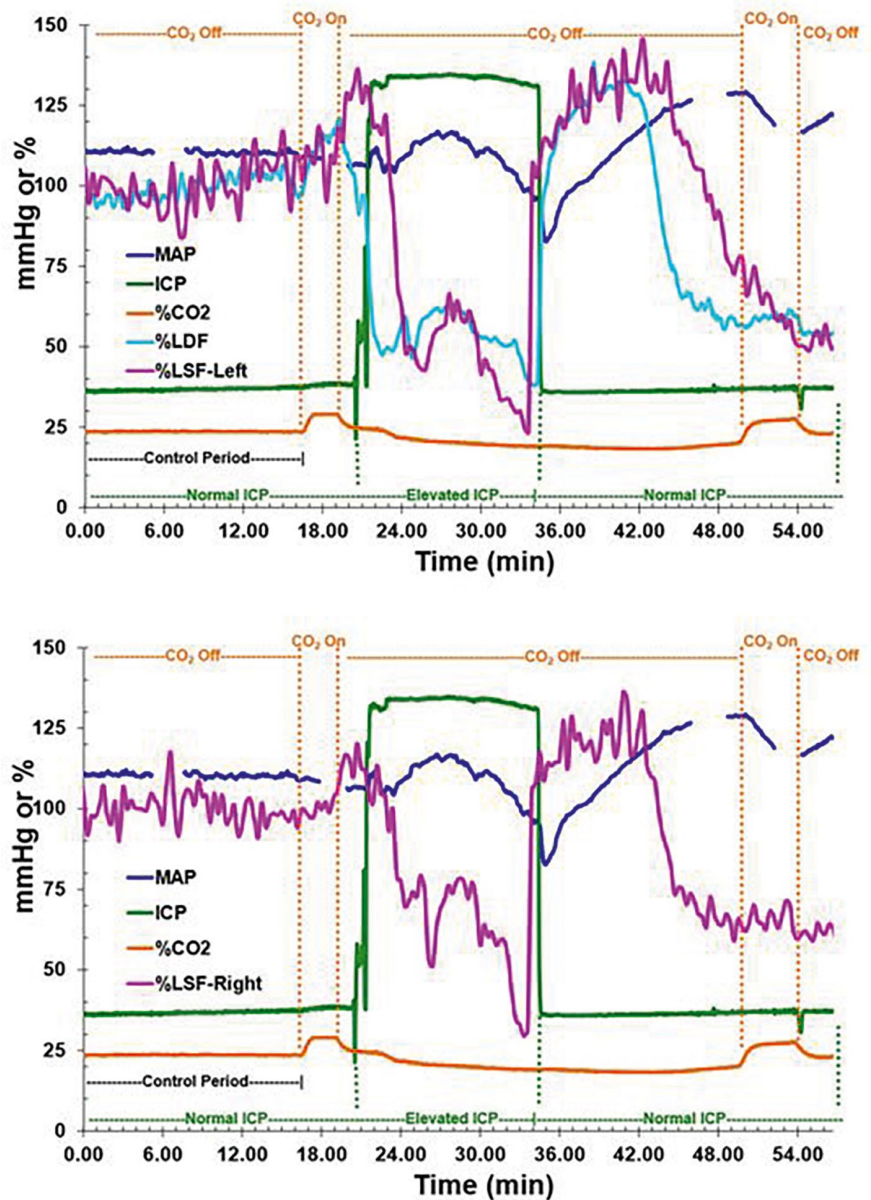 CO2 On CO2 On
CO2 Off CO2 Off CO2 Off
150
125
100
75
50
25
0
mmHg or %
MAP
ICP
%CO2
%LDF
%LSF-Left
Control Period
Normal ICP Elevated ICP Normal ICP
0.00 6.00 12.00 18.00 24.00 30.00 36.00 42.00 48.00 54.00
Time (min)
CO2 On CO2 On
CO2 Off CO2 Off CO2 Off
150
125
100
75
50
25
0
mmHg or %
MAP
ICP
%CO2
%LSF-Right
Control Period
Normal ICP Elevated ICP Normal ICP
0.00 6.00 12.00 18.00 24.00 30.00 36.00 42.00 48.00 54.00
Time (min)